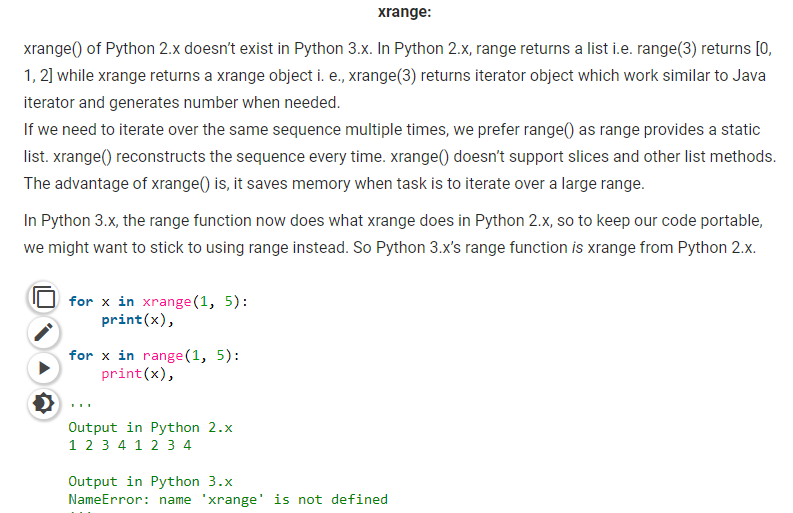 xrange:
xrange() of Python 2.x doesn’t exist in Python 3.x. In Python 2.x, range returns a list i.e. range(3) returns [0,
1, 2] while xrange returns a xrange object i. e., xrange(3) returns iterator object which work similar to Java
iterator and generates number when needed.
If we need to iterate over the same sequence multiple times, we prefer range() as range provides a static
list. xrange() reconstructs the sequence every time. xrange() doesn’t support slices and other list methods.
The advantage of xrange() is, it saves memory when task is to iterate over a large range.
In Python 3.x, the range function now does what xrange does in Python 2.x, so to keep our code portable,
we might want to stick to using range instead. So Python 3.x’s range function is xrange from Python 2.x.
for x in xrange(1, 5):
    print(x),
for x in range(1, 5):
    print(x),
'''
Output in Python 2.x
1 2 3 4 1 2 3 4
Output in Python 3.x
NameError: name 'xrange' is not defined
'''